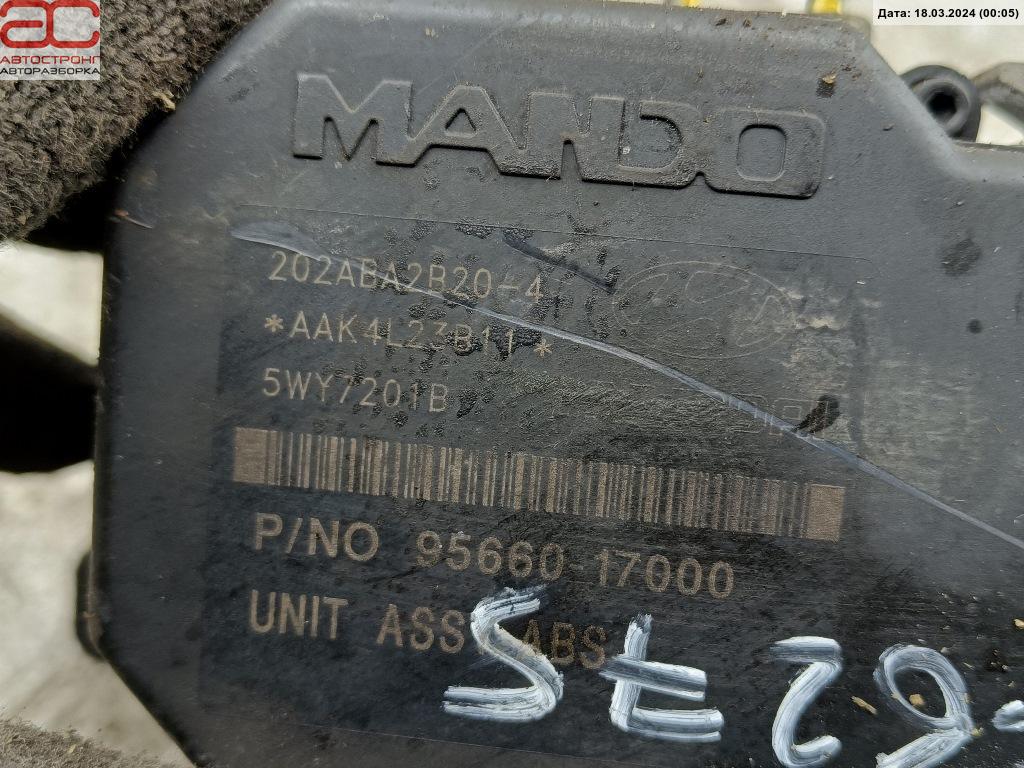 АС
АВТОСТРОНГ
АВТОРАЗБОРКА
Дата: 18.03.2024 (00:05)
MANDO
202ABA2B20-4
*AAK4L23B11*
5WY7201B
P/NO 95660-17000
UNIT ASSY ABS